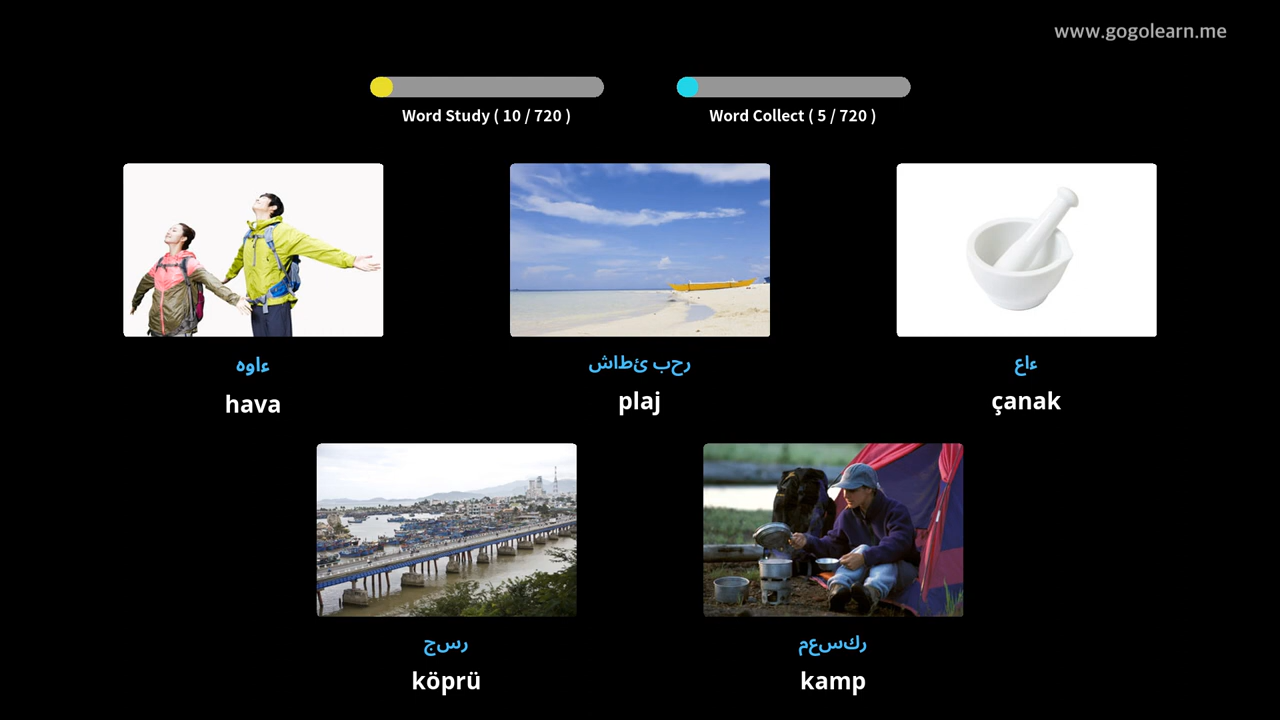 www.gogolearn.me
Word Study ( 10 / 720 )
Word Collect ( 5 / 720 )
ءاوه
hava
رحب ئطاش
plaj
ءاع
çanak
رسج
köprü
ركسعم
kamp